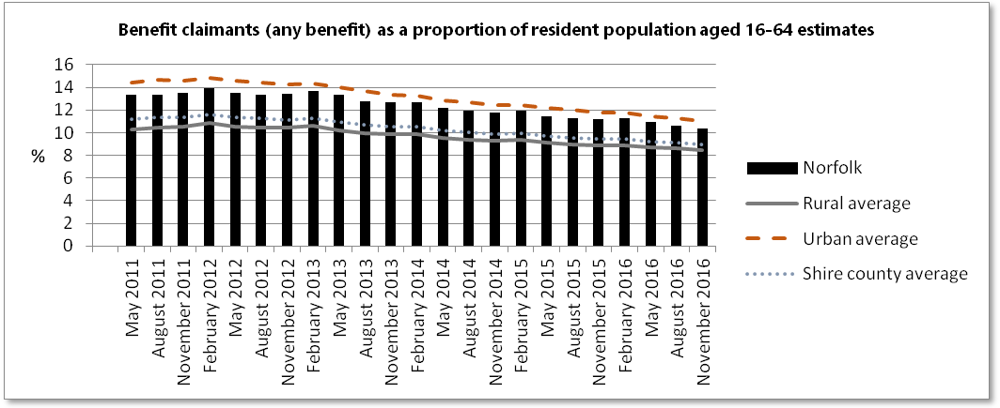 Benefit claimants (any benefit) as a proportion of resident population aged 16-64 estimates
16
14
12
10
8
6
4
2
0
%
May 2011
August 2011
November 2011
February 2012
May 2012
August 2012
November 2012
February 2013
May 2013
August 2013
November 2013
February 2014
May 2014
August 2014
November 2014
February 2015
May 2015
August 2015
November 2015
February 2016
May 2016
August 2016
November 2016
Norfolk
Rural average
Urban average
Shire county average